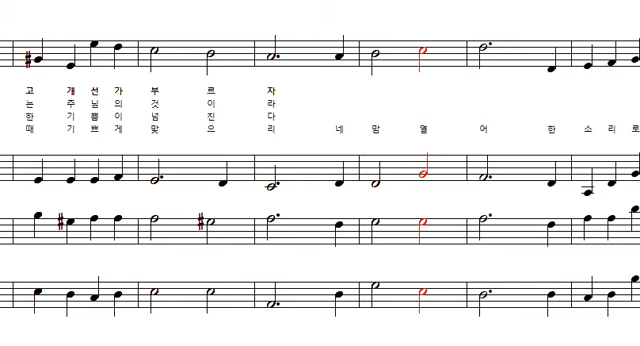 고 개 선 가 부 르 자
는 주 님 의 것 이 라
한 기 쁨 이 넘 친 다
때 기 쁘 게 맞 으 리 네 맘 열 어 한 소 리 로